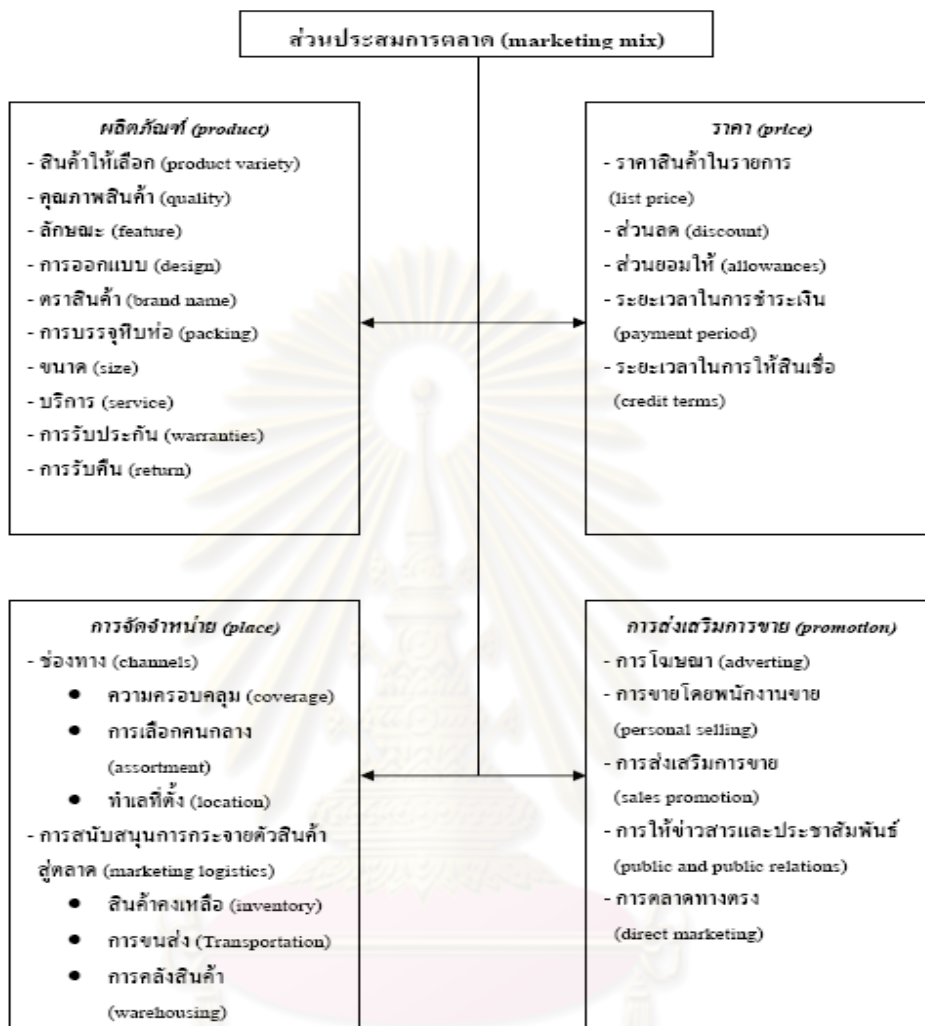 ส่วนประสมการตลาด (marketing mix)
ผลิตภัณฑ์ (product)
- สินค้าให้เลือก (product variety)
- คุณภาพสินค้า (quality)
- ลักษณะ (feature)
- การออกแบบ (design)
- ตราสินค้า (brand name)
- การบรรจุหีบห่อ (packing)
- ขนาด (size)
- บริการ (service)
- การรับประกัน (warranties)
- การรับคืน (return)
ราคา (price)
- ราคาสินค้าในรายการ
(list price)
- ส่วนลด (discount)
- ส่วนยอมให้ (allowances)
- ระยะเวลาในการชำระเงิน
(payment period)
- ระยะเวลาในการให้สินเชื่อ
(credit terms)
การจัดจำหน่าย (place)
- ช่องทาง (channels)
● ความครอบคลุม (coverage)
● การเลือกคนกลาง
(assortment)
● ทำเลที่ตั้ง (location)
- การสนับสนุนการกระจายตัวสินค้า
สู่ตลาด (marketing logistics)
● สินค้าคงเหลือ (inventory)
● การขนส่ง (Transportation)
● การคลังสินค้า
(warehousing)
การส่งเสริมการขาย (promotion)
- การโฆษณา (adverting)
- การขายโดยพนักงานขาย
(personal selling)
- การส่งเสริมการขาย
(sales promotion)
- การให้ข่าวสารและประชาสัมพันธ์
(public and public relations)
- การตลาดทางตรง
(direct marketing)